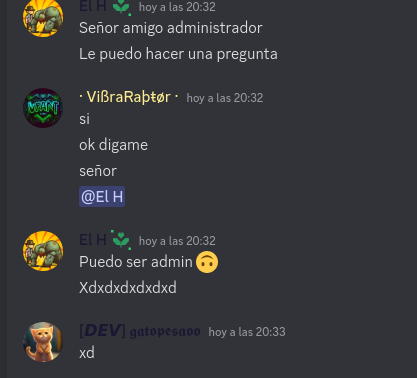 El H hoy a las 20:32
Señor amigo administrador
Le puedo hacer una pregunta
· VißraRaþŧør · hoy a las 20:32
si
ok digame
señor
@El H
El H hoy a las 20:32
Puedo ser admin 🙃
Xdxdxdxdxdxd
[𝘿𝙀𝙑] 𝖌𝖆𝖙𝖔𝖕𝖊𝖘𝖆𝖔𝖔 hoy a las 20:33
xd